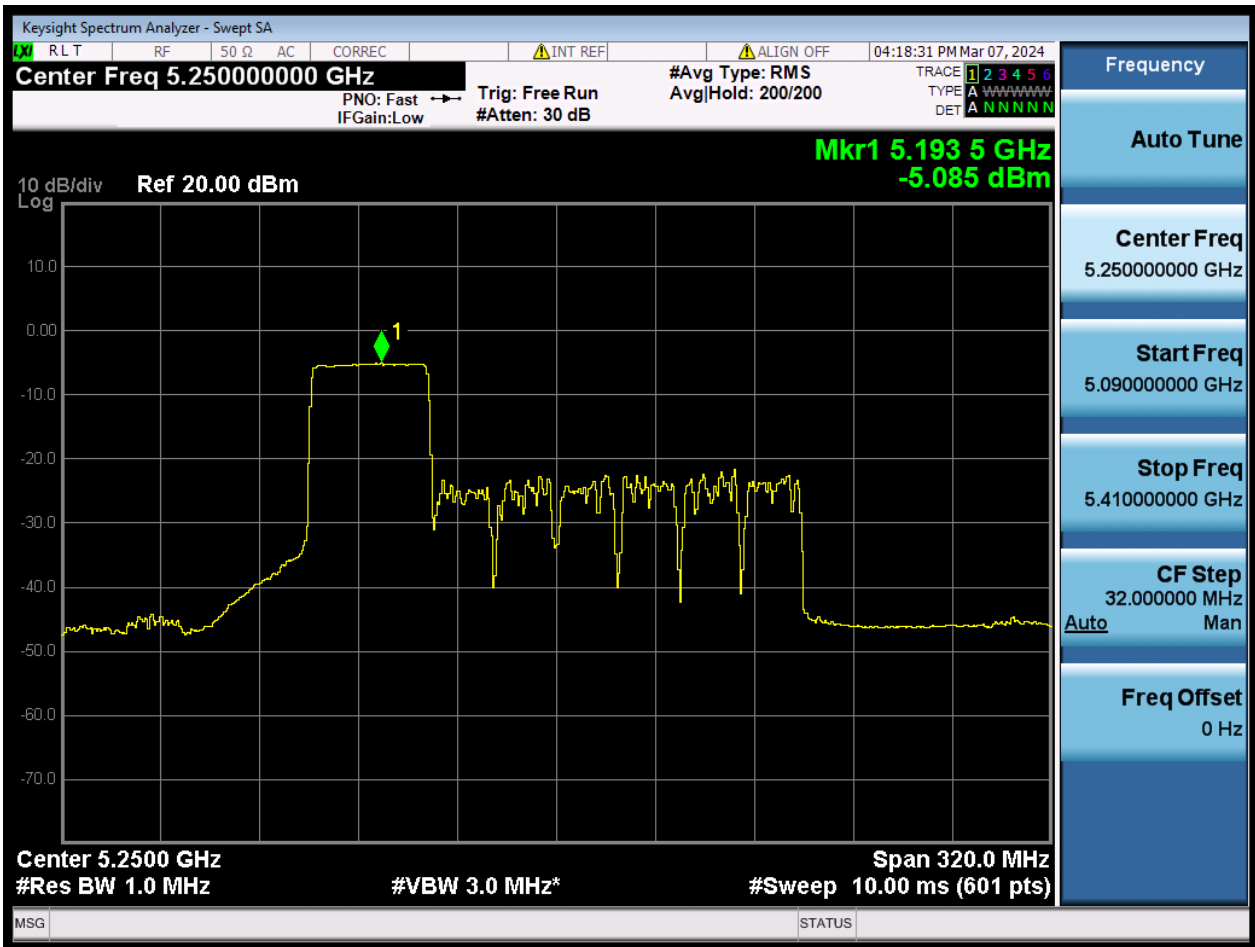 Keysight Spectrum Analyzer - Swept SA
LXI RLT RF 50 Ω AC CORREC INT REF ALIGN OFF 04:18:31 PM Mar 07, 2024
Center Freq 5.250000000 GHz
PNO: Fast
IFGain:Low
Trig: Free Run
#Atten: 30 dB
#Avg Type: RMS
Avg|Hold: 200/200
TRACE 1 2 3 4 5 6
TYPE A WWWWW
DET A N N N N N
Mkr1 5.193 5 GHz
-5.085 dBm
10 dB/div Ref 20.00 dBm
Log
10.0
0.00
1
-10.0
-20.0
-30.0
-40.0
-50.0
-60.0
-70.0
Center 5.2500 GHz Span 320.0 MHz
#Res BW 1.0 MHz #VBW 3.0 MHz* #Sweep 10.00 ms (601 pts)
MSG STATUS
Frequency
Auto Tune
Center Freq
5.250000000 GHz
Start Freq
5.090000000 GHz
Stop Freq
5.410000000 GHz
CF Step
32.000000 MHz
Auto Man
Freq Offset
0 Hz